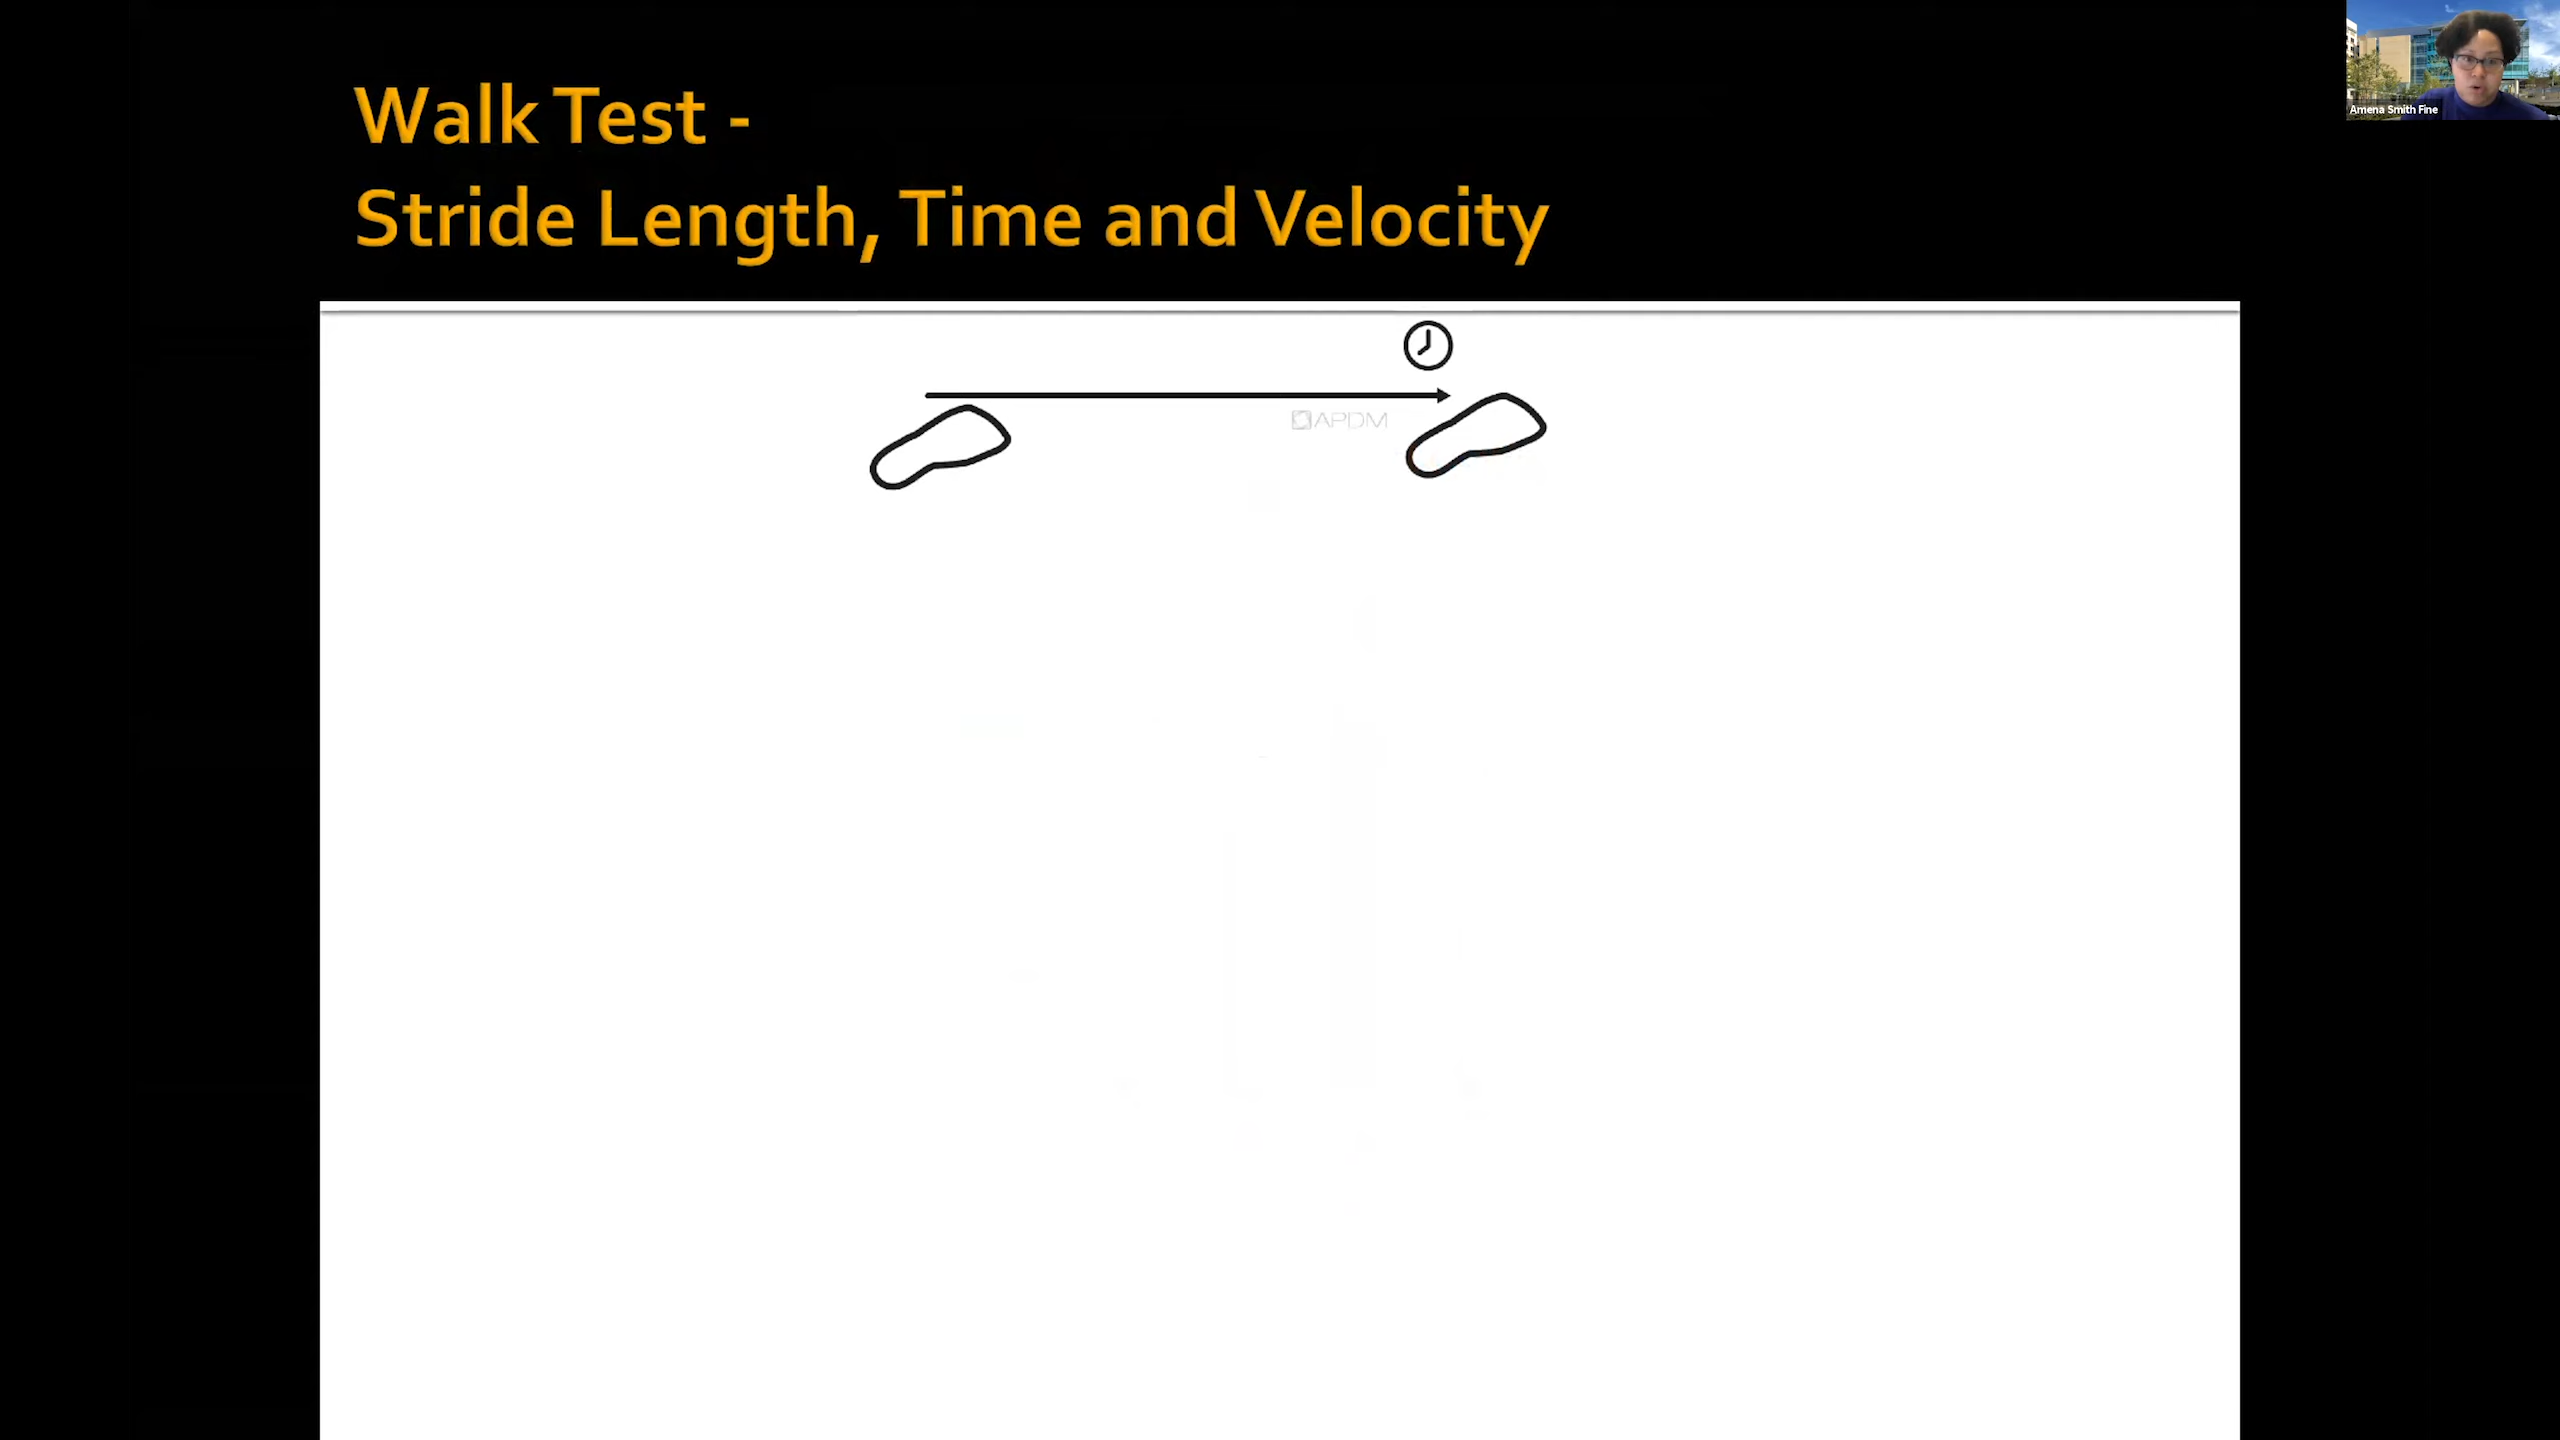 Walk Test -
Stride Length, Time and Velocity
APDM
Amena Smith Fine